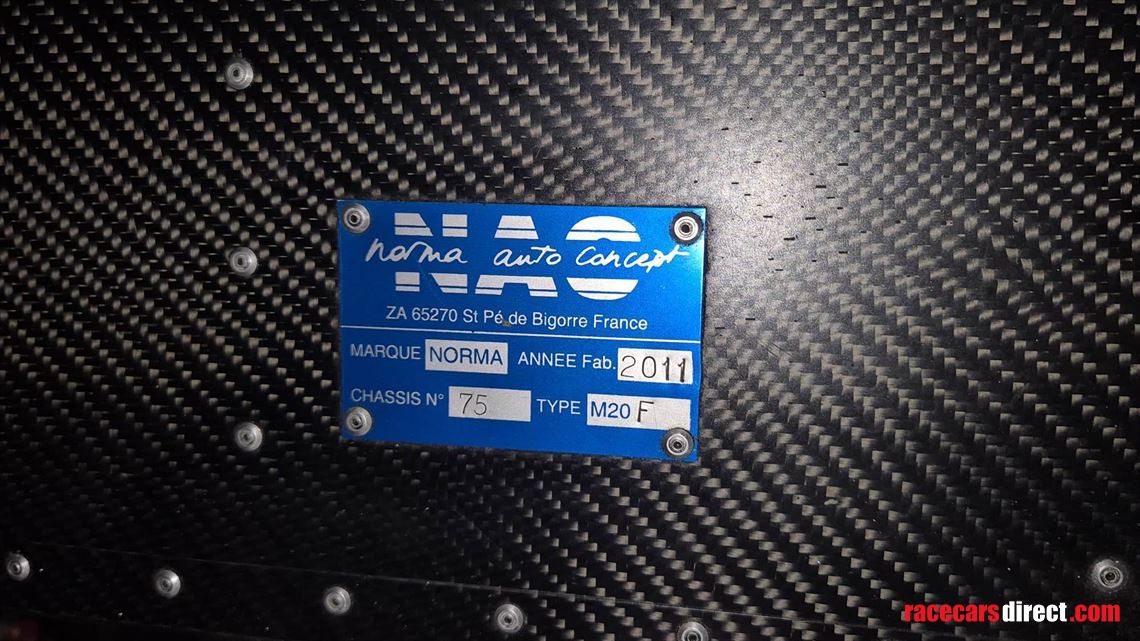 NAC
norma auto concept
ZA 65270 St Pé de Bigorre France
MARQUE NORMA ANNEE Fab. 2011
CHASSIS N° 75 TYPE M20 F
racecarsdirect.com